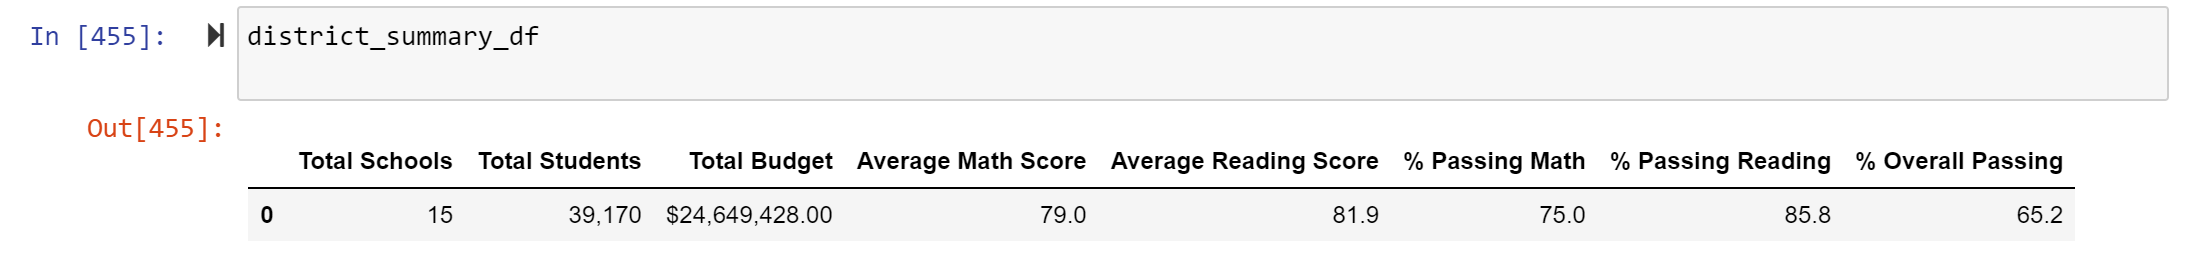 In [455]: district_summary_df
Out[455]:
Total Schools Total Students Total Budget Average Math Score Average Reading Score % Passing Math % Passing Reading % Overall Passing
0 15 39,170 $24,649,428.00 79.0 81.9 75.0 85.8 65.2